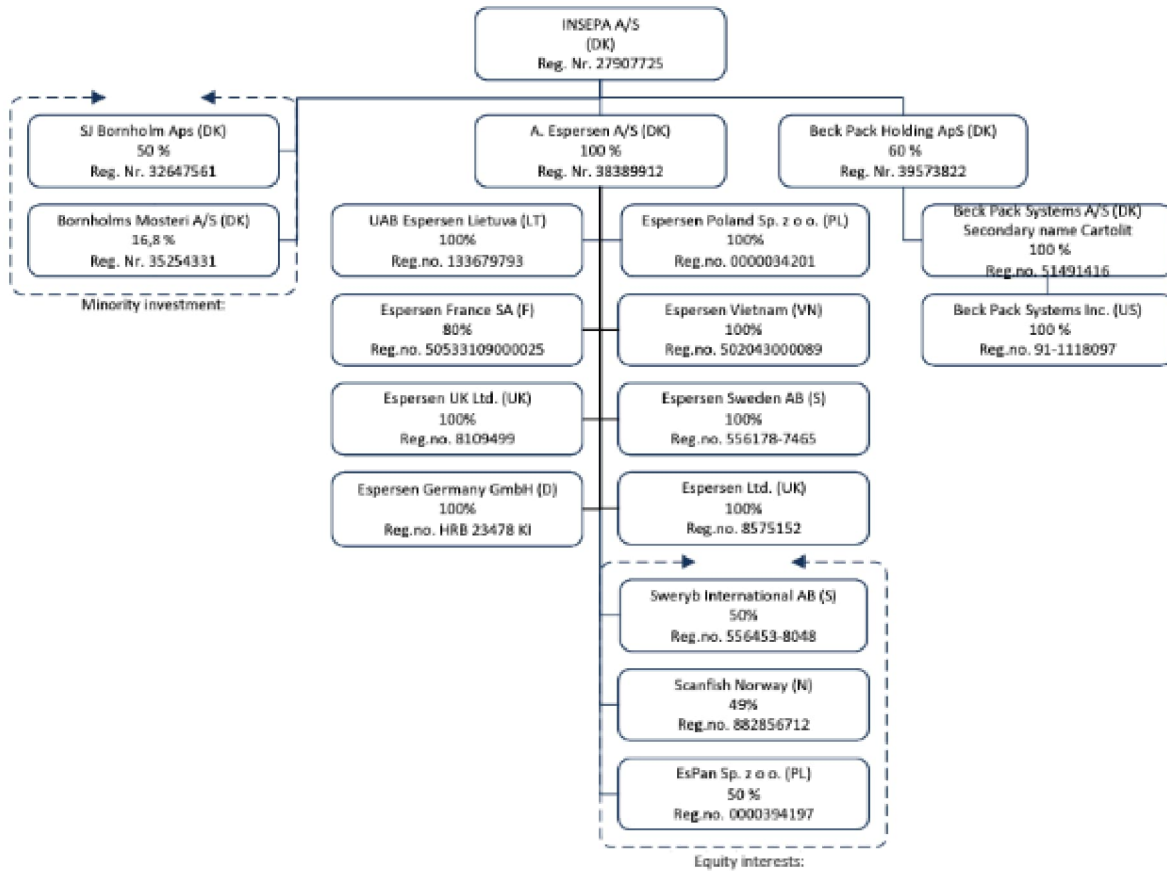 INSEPA A/S
(DK)
Reg. Nr. 27907725
SJ Bornholm Aps (DK)
50 %
Reg. Nr. 32647561
Bornholms Mosteri A/S (DK)
16,8 %
Reg. Nr. 35254331
Minority investment:
A. Espersen A/S (DK)
100 %
Reg. Nr. 38389912
Beck Pack Holding ApS (DK)
60 %
Reg. Nr. 39573822
UAB Espersen Lietuva (LT)
100%
Reg.no. 133679793
Espersen Poland Sp. z o o. (PL)
100%
Reg.no. 0000034201
Beck Pack Systems A/S (DK)
Secondary name Cartolit
100 %
Reg.no. 51491416
Espersen France SA (F)
80%
Reg.no. 50533109000025
Espersen Vietnam (VN)
100%
Reg.no. 502043000089
Beck Pack Systems Inc. (US)
100 %
Reg.no. 91-1118097
Espersen UK Ltd. (UK)
100%
Reg.no. 8109499
Espersen Sweden AB (S)
100%
Reg.no. 556178-7465
Espersen Germany GmbH (D)
100%
Reg.no. HRB 23478 KI
Espersen Ltd. (UK)
100%
Reg.no. 8575152
Sweryb International AB (S)
50%
Reg.no. 556453-8048
Scanfish Norway (N)
49%
Reg.no. 882856712
EsPan Sp. z o o. (PL)
50 %
Reg.no. 0000394197
Equity interests: